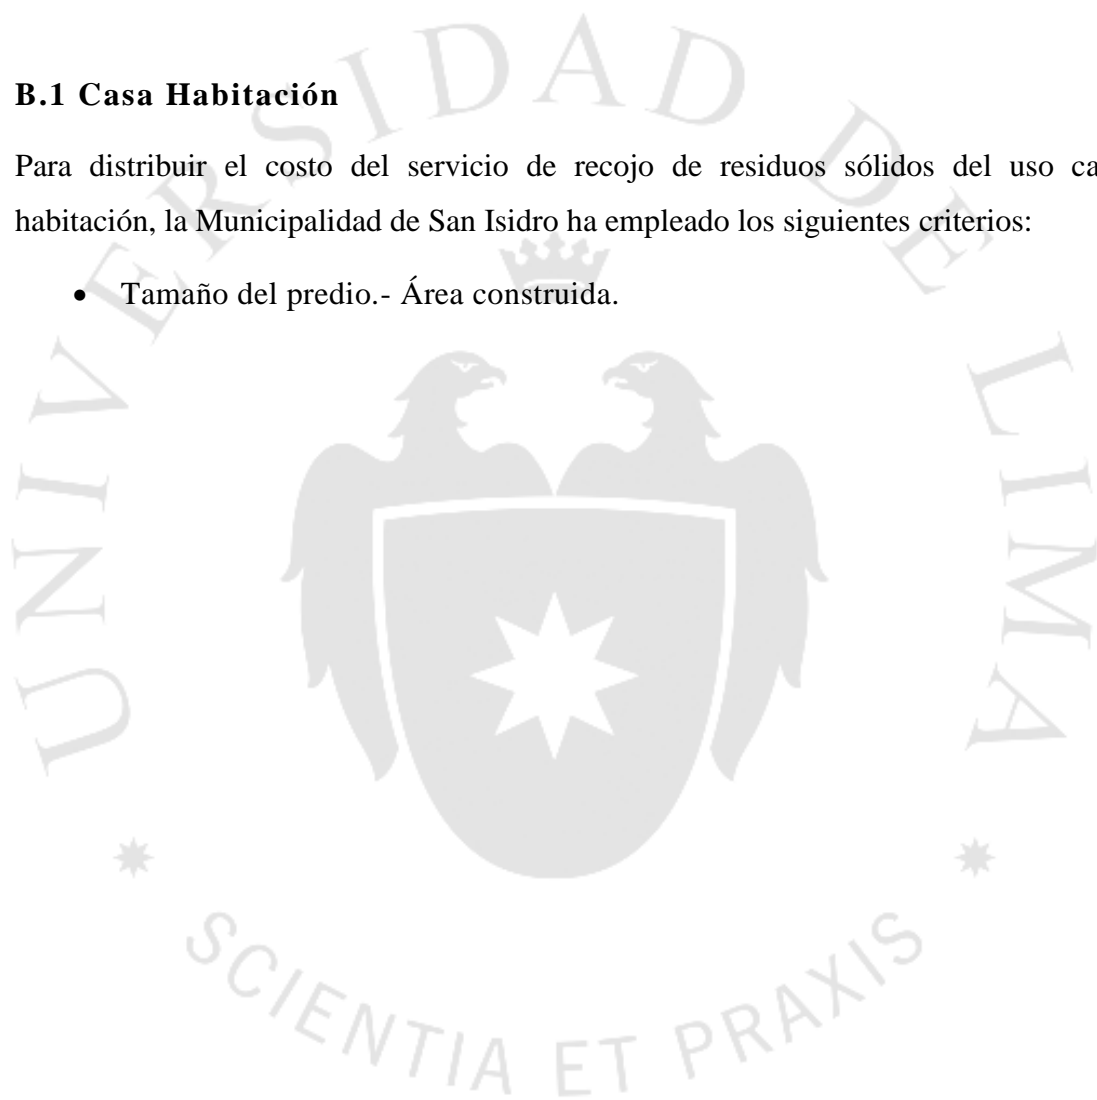 B.1 Casa Habitación
Para distribuir el costo del servicio de recojo de residuos sólidos del uso ca
habitación, la Municipalidad de San Isidro ha empleado los siguientes criterios:
• Tamaño del predio.- Área construida.
UNIVERSIDAD DE LIMA
SCIENTIA ET PRAXIS